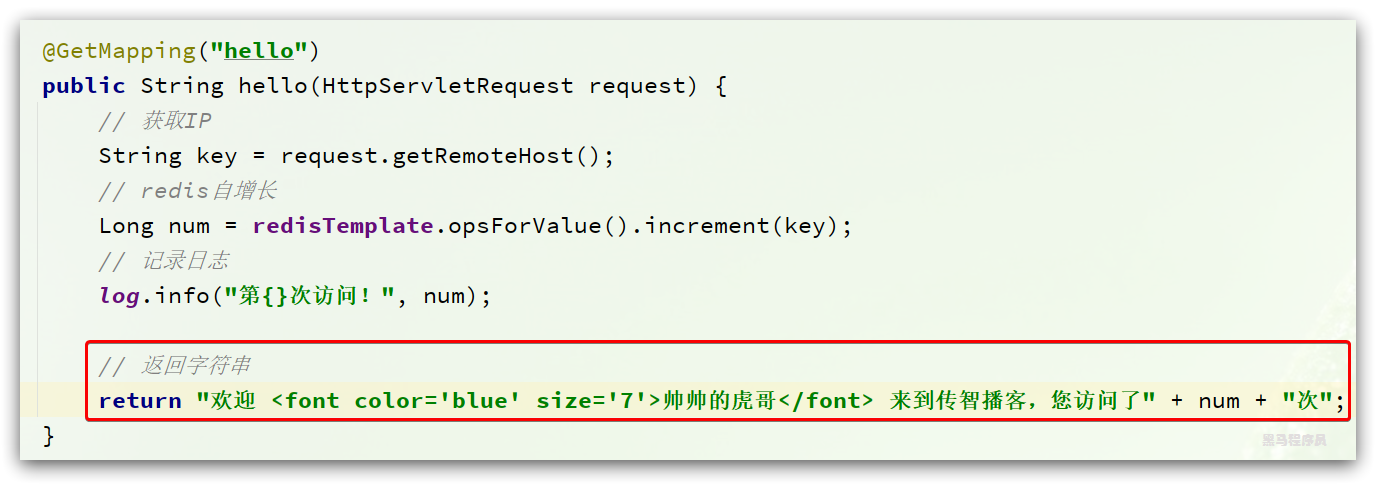 @GetMapping("hello")
public String hello(HttpServletRequest request) {
// 获取IP
String key = request.getRemoteHost();
// redis自增长
Long num = redisTemplate.opsForValue().increment(key);
// 记录日志
log.info("第{}次访问！", num);
// 返回字符串
return "欢迎 <font color='blue' size='7'>帅帅的虎哥</font> 来到传智播客，您访问了" + num + "次";
}
黑马程序员